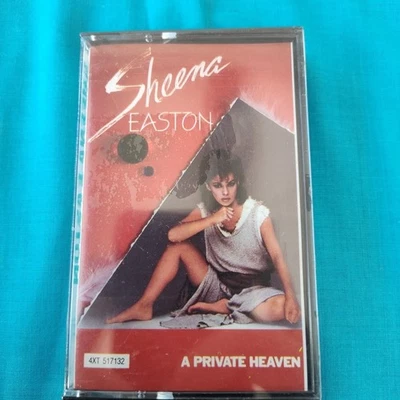 Sheena
EASTON
4XT 517132
A PRIVATE HEAVEN